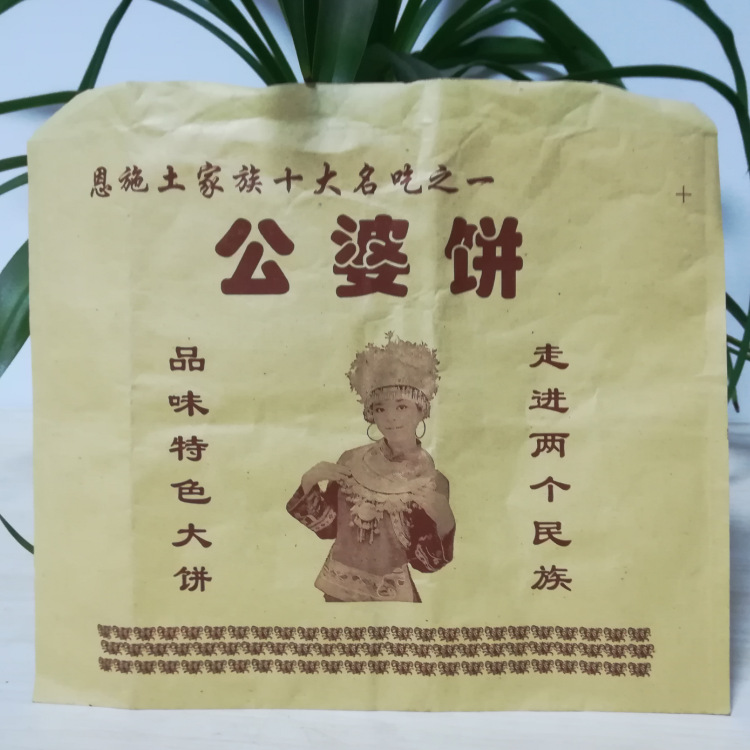 恩施土家族十大名吃之一
公婆饼
走进两个民族
品味特色大饼